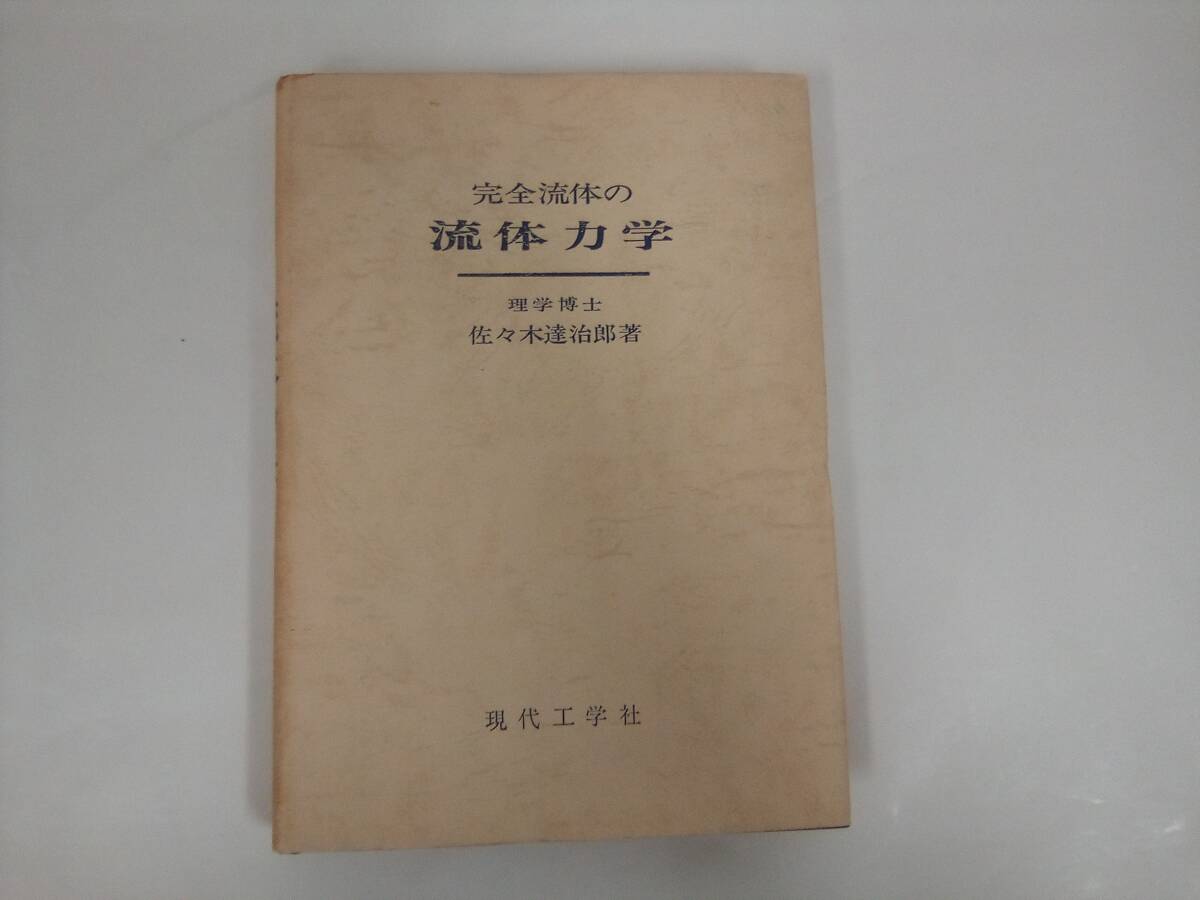 完全流体の
流体力学
理学博士
佐々木達治郎著
現代工学社